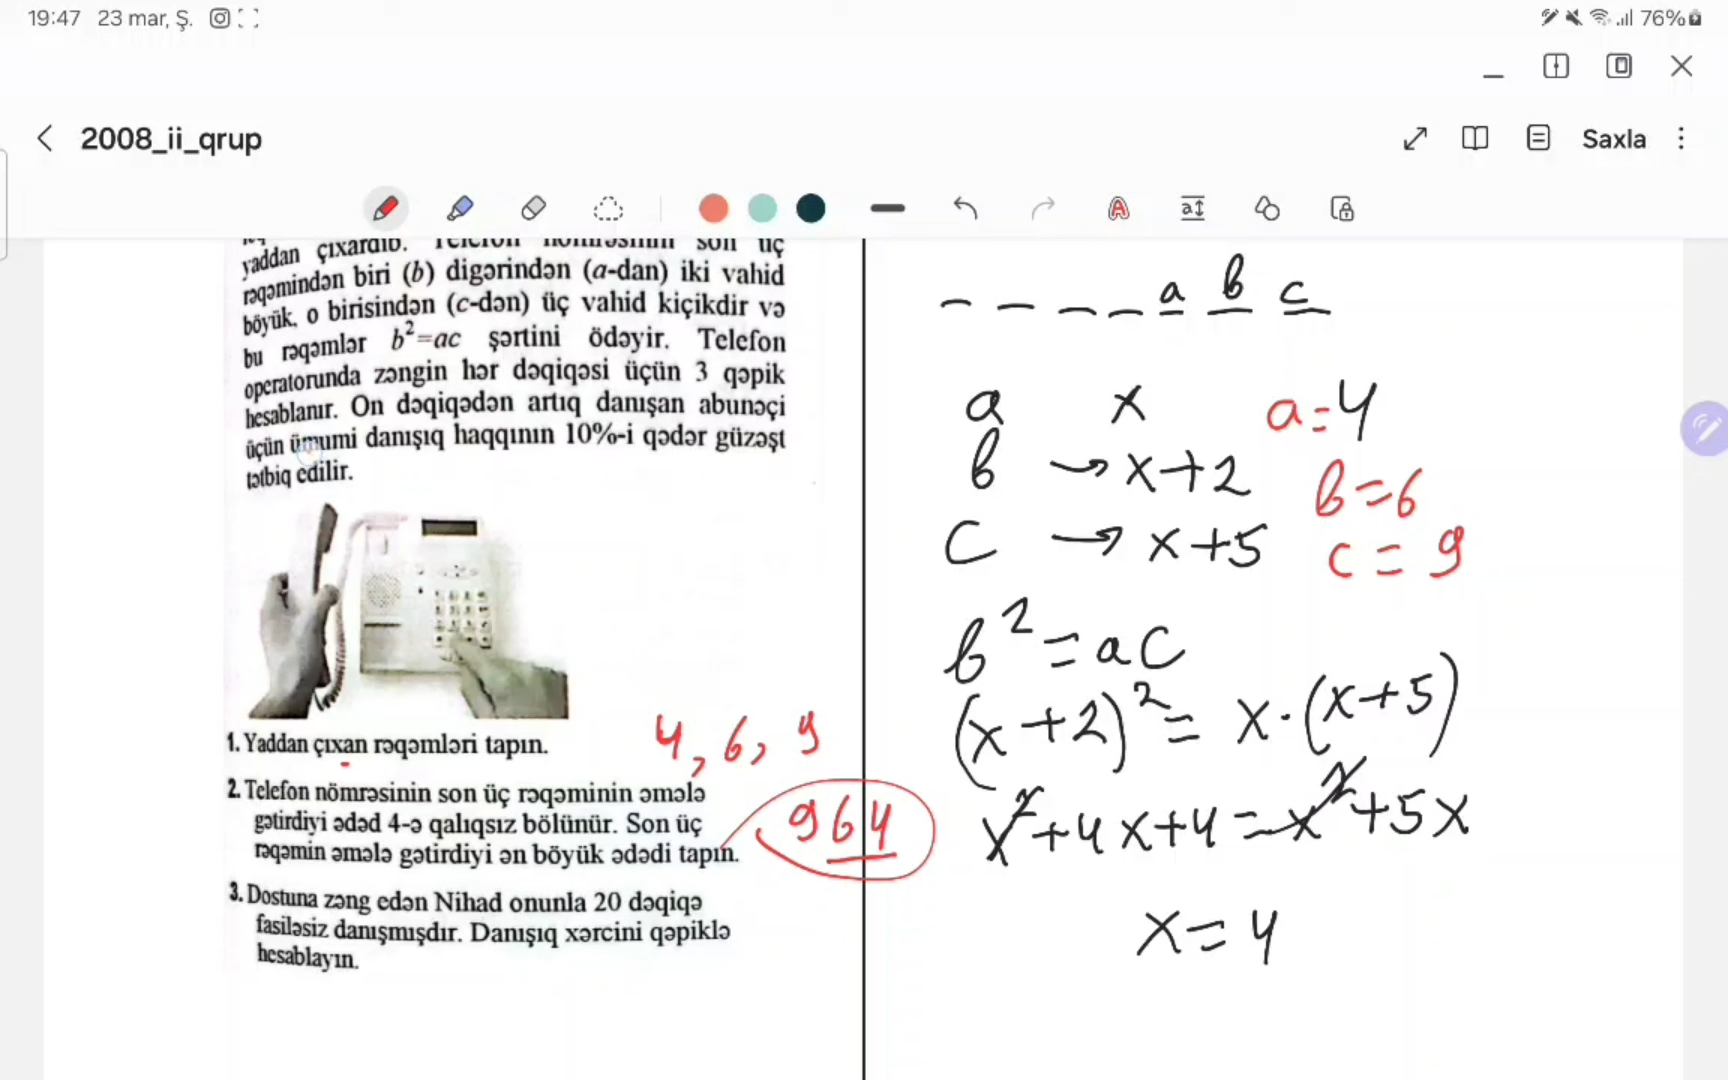 19:47 23 mar, Ş.
76%
2008_ii_qrup
Saxla
yaddan çıxarıb. Telefon nömrəsinin son üç
rəqəmindən biri (b) digərindən (a-dan) iki vahid
böyük, o birisindən (c-dən) üç vahid kiçikdir və
bu rəqəmlər b²=ac şərtini ödəyir. Telefon
operatorunda zəngin hər dəqiqəsi üçün 3 qəpik
hesablanır. On dəqiqədən artıq danışan abunəçi
üçün ümumi danışıq haqqının 10%-i qədər güzəşt
tətbiq edilir.
1. Yaddan çıxan rəqəmləri tapın.
4, 6, 9
2. Telefon nömrəsinin son üç rəqəminin əmələ
gətirdiyi ədəd 4-ə qalıqsız bölünür. Son üç
rəqəmin əmələ gətirdiyi ən böyük ədədi tapın.
964
3. Dostuna zəng edən Nihad onunla 20 dəqiqə
fasiləsiz danışmışdır. Danışıq xərcini qəpiklə
hesablayın.
_ _ _ _ a b c
a x a=4
b → x+2 b=6
c → x+5 c=9
b²=ac
(x+2)²=x·(x+5)
x²+4x+4=x²+5x
x=4